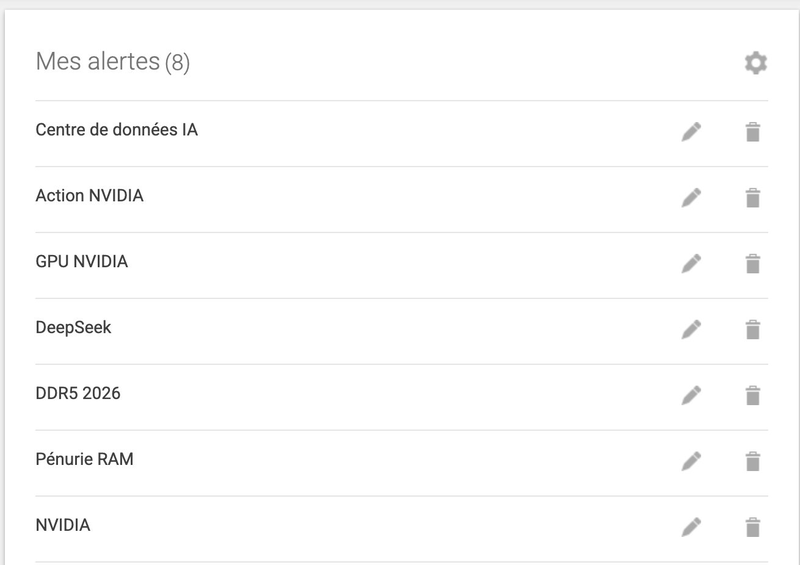 Mes alertes (8)
Centre de données IA
Action NVIDIA
GPU NVIDIA
DeepSeek
DDR5 2026
Pénurie RAM
NVIDIA